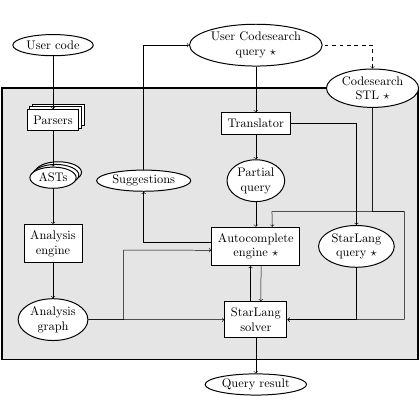 User code
User Codesearch
query ⋆
Codesearch
STL ⋆
Parsers
Translator
ASTs
Suggestions
Partial
query
Analysis
engine
Autocomplete
engine ⋆
StarLang
query ⋆
Analysis
graph
StarLang
solver
Query result